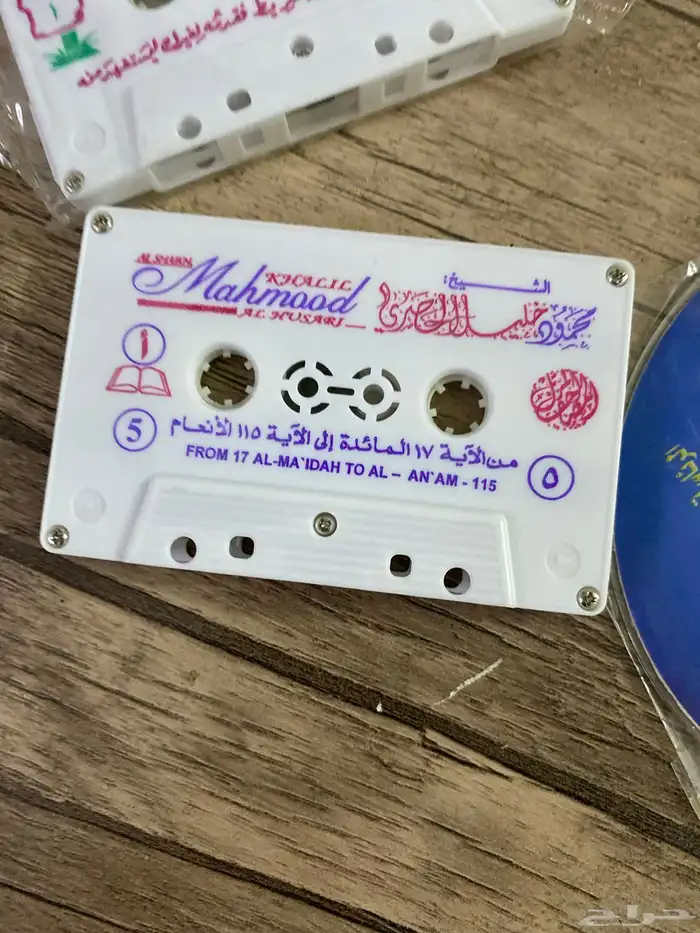 AL SHAIKH
KHALIL
Mahmood
AL HUSARI
الشيخ:
محمود خليل الحصري
أ
5
من الآية ١٧ المائدة إلى الآية ١١٥ الأنعام
FROM 17 AL-MA`IDAH TO AL – AN`AM - 115
٥
حراج